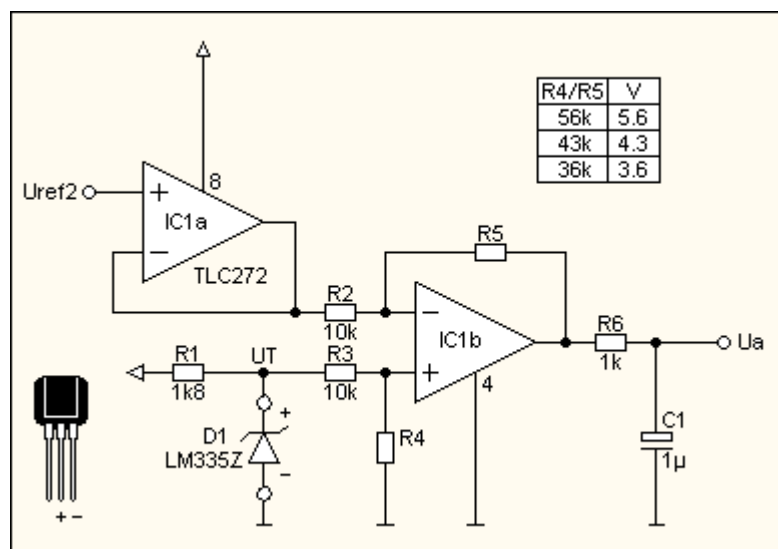 R4/R5 V
56k 5.6
43k 4.3
36k 3.6
8
Uref2
+
IC1a
−
TLC272
R5
R2
10k
−
IC1b
+
4
R6
1k
Ua
R1
1k8
UT
R3
10k
+
D1
LM335Z
−
R4
C1
1µ
+ −